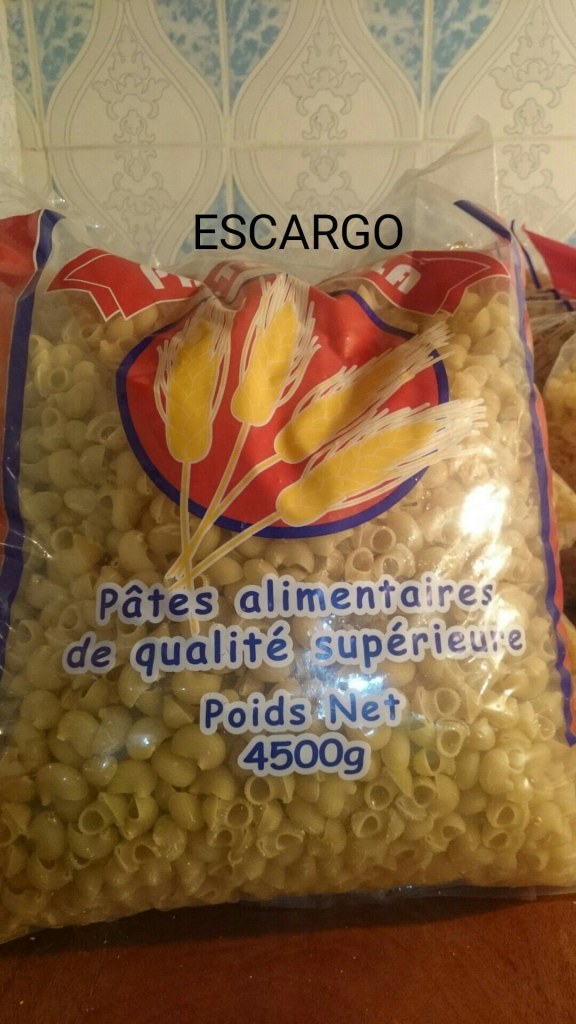 ESCARGO
Pâtes alimentaires
de qualité supérieure
Poids Net
4500g